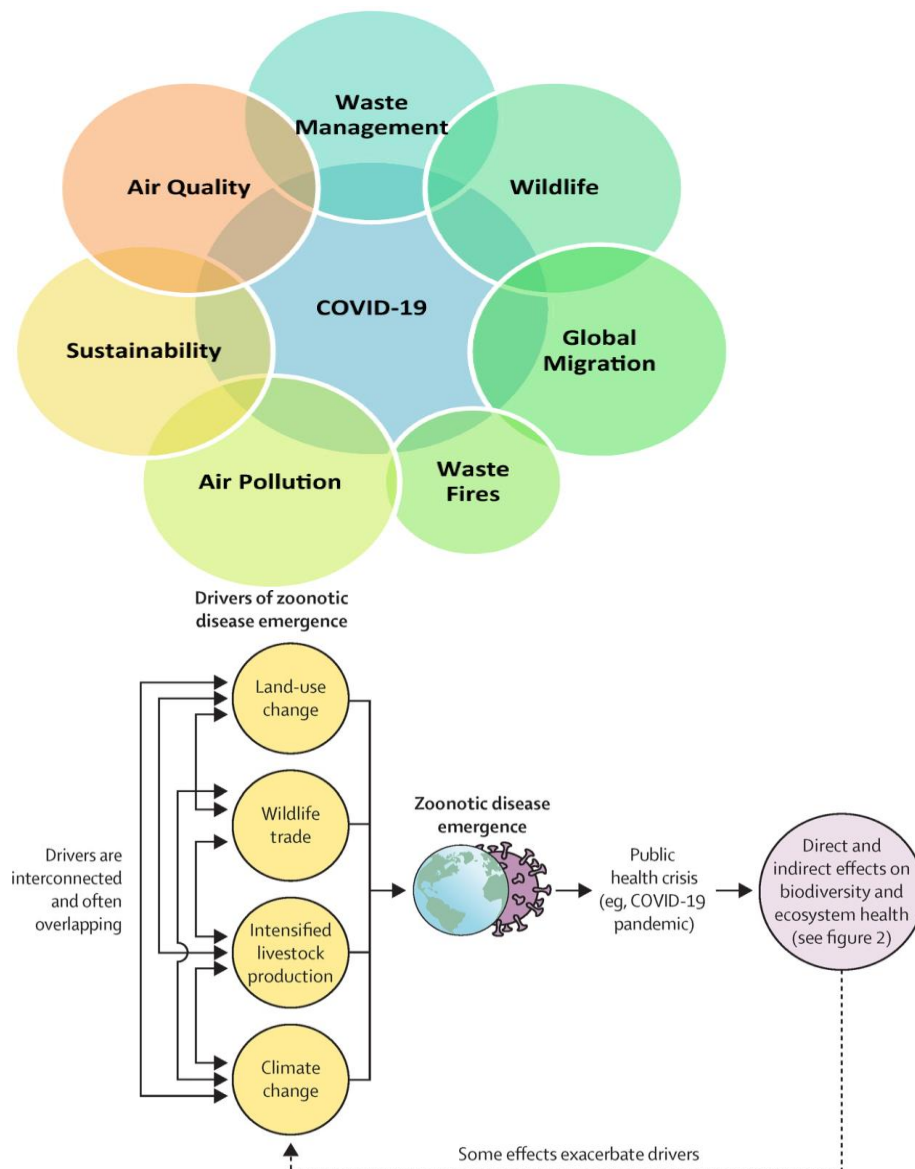 Waste
Management
Air Quality
Wildlife
COVID-19
Sustainability
Global
Migration
Air Pollution
Waste
Fires
Drivers of zoonotic
disease emergence
Land-use
change
Wildlife
trade
Drivers are
interconnected
and often
overlapping
Intensified
livestock
production
Climate
change
Zoonotic disease
emergence
Public
health crisis
(eg, COVID-19
pandemic)
Direct and
indirect effects on
biodiversity and
ecosystem health
(see figure 2)
Some effects exacerbate drivers